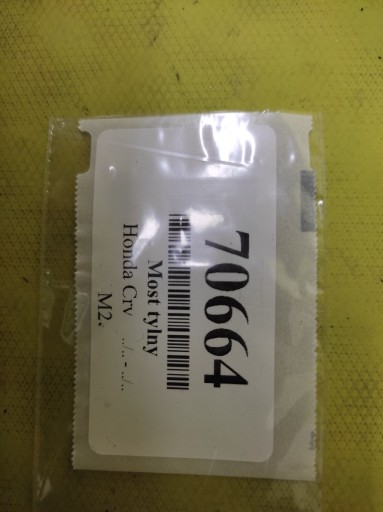 70664
Most tylny
Honda Crv ../.. - ../..
M2.